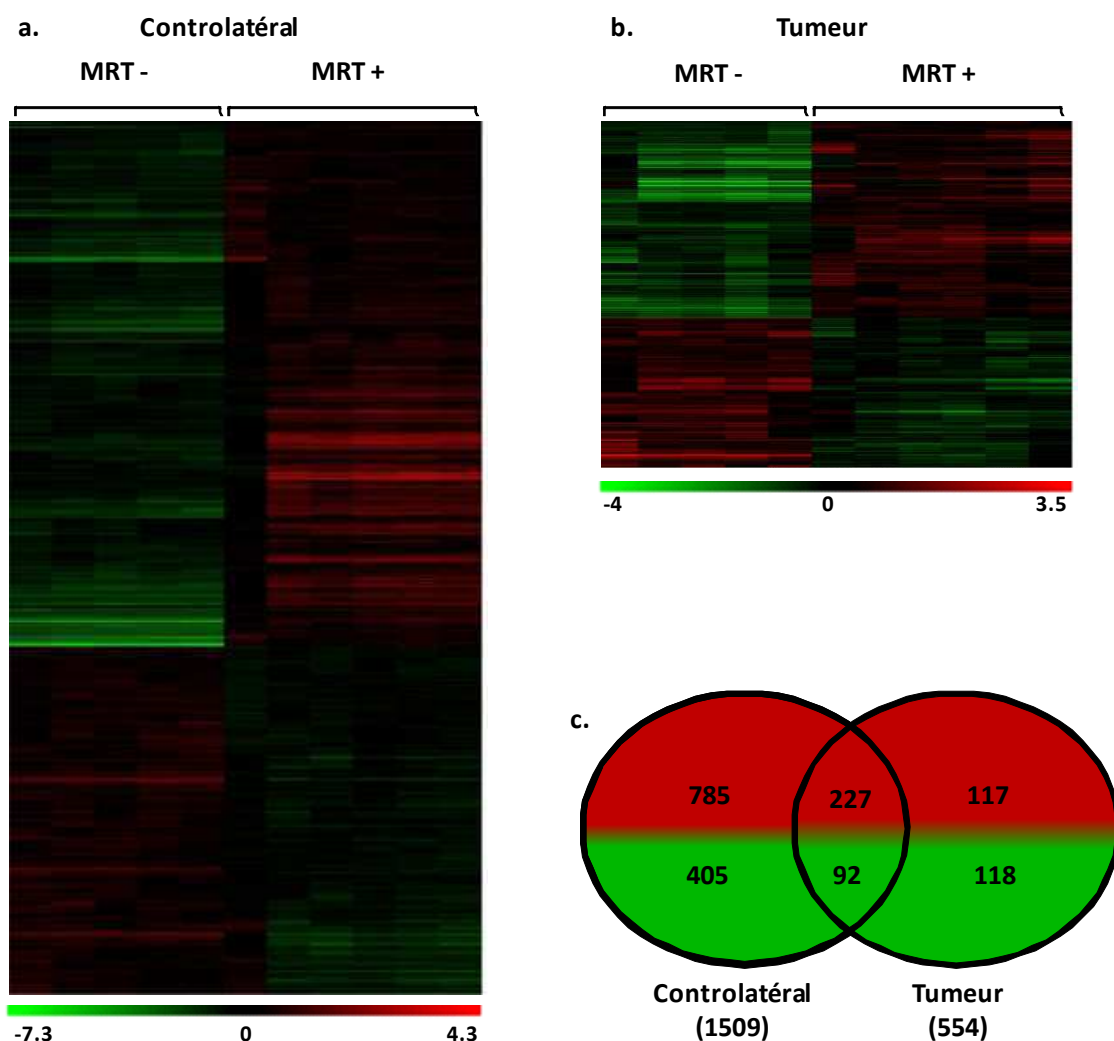 a. Controlatéral
MRT - MRT +
-7.3 0 4.3
b. Tumeur
MRT - MRT +
-4 0 3.5
c.
785 227 117
405 92 118
Controlatéral Tumeur
(1509) (554)